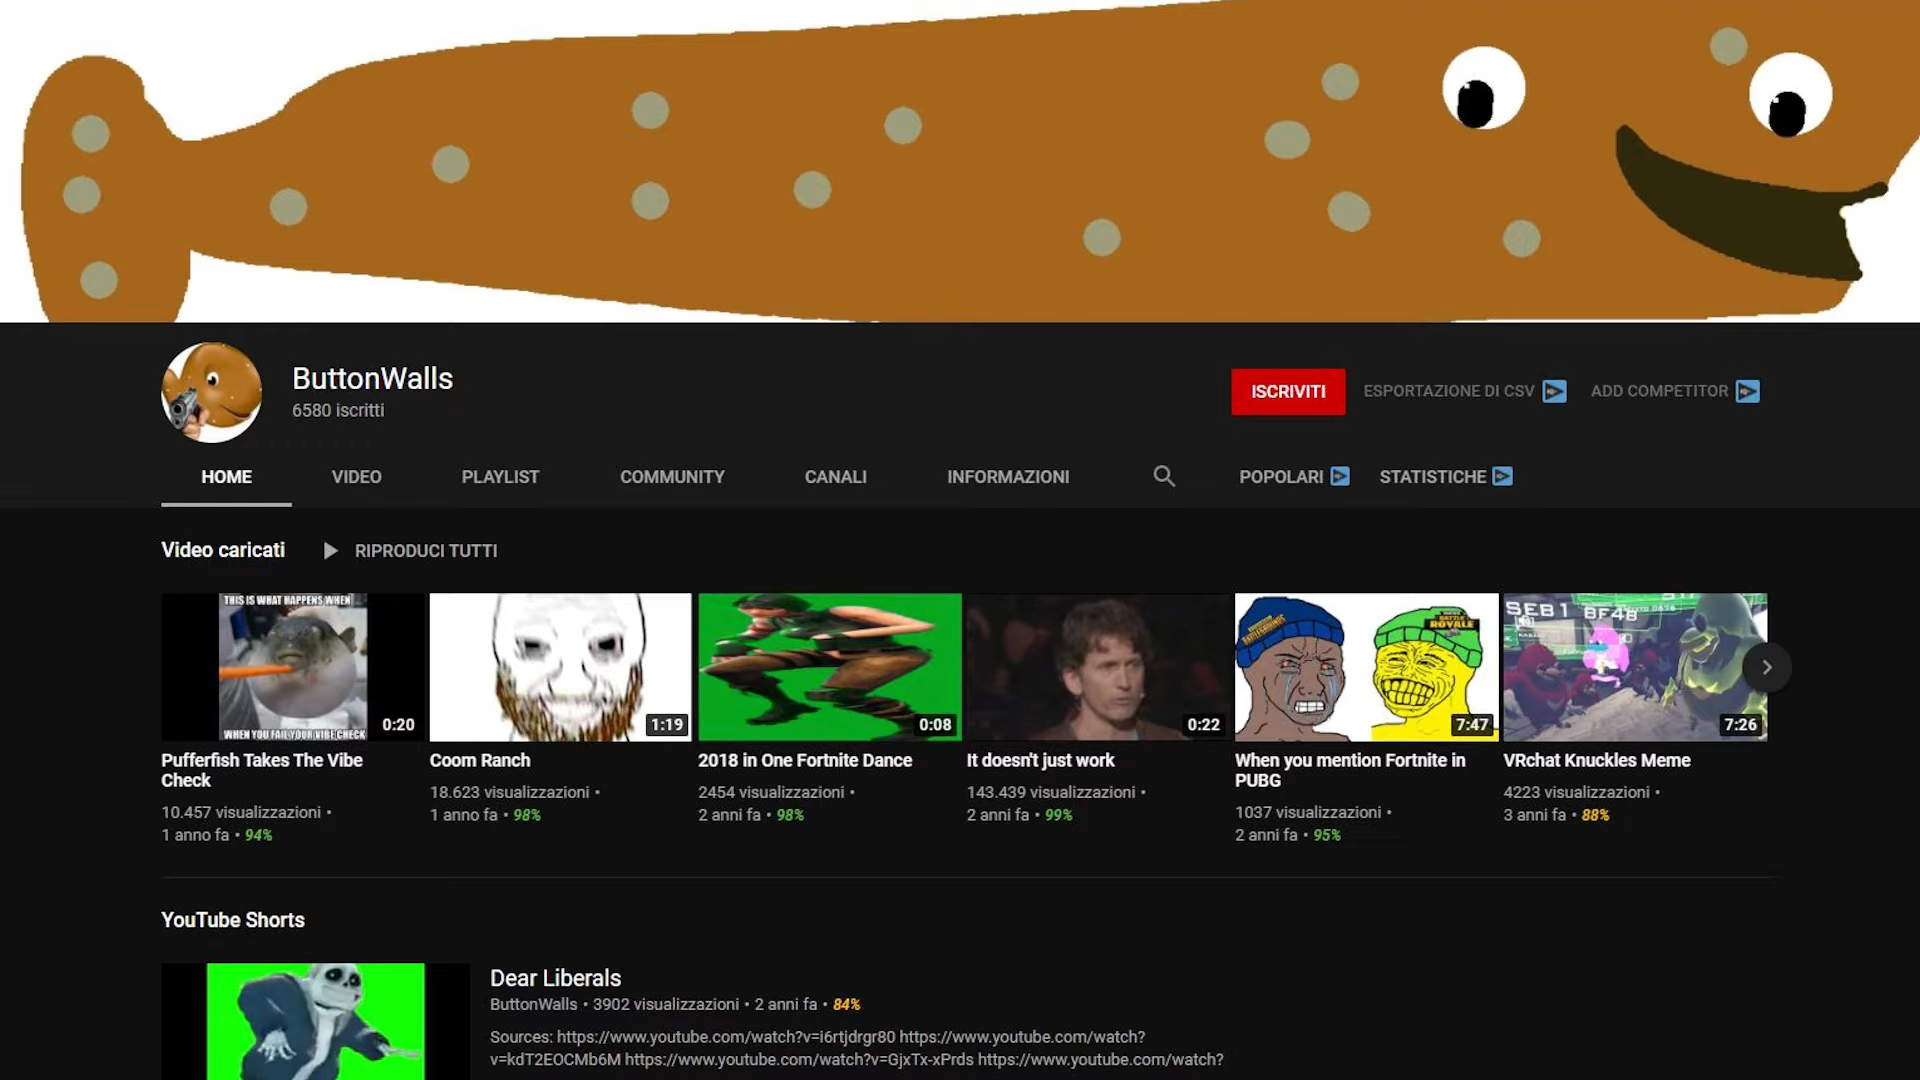 ButtonWalls
6580 iscritti
ISCRIVITI
ESPORTAZIONE DI CSV
ADD COMPETITOR
HOME
VIDEO
PLAYLIST
COMMUNITY
CANALI
INFORMAZIONI
POPOLARI
STATISTICHE
Video caricati
RIPRODUCI TUTTI
THIS IS WHAT HAPPENS WHEN
WHEN YOU FAIL YOUR VIBE CHECK
0:20
Pufferfish Takes The Vibe
Check
10.457 visualizzazioni •
1 anno fa • 94%
1:19
Coom Ranch
18.623 visualizzazioni •
1 anno fa • 98%
0:08
2018 in One Fortnite Dance
2454 visualizzazioni •
2 anni fa • 98%
0:22
It doesn't just work
143.439 visualizzazioni •
2 anni fa • 99%
BATTLE
ROYALE
7:47
When you mention Fortnite in
PUBG
1037 visualizzazioni •
2 anni fa • 95%
SEB1 BF4B
7:26
VRchat Knuckles Meme
4223 visualizzazioni •
3 anni fa • 88%
YouTube Shorts
Dear Liberals
ButtonWalls • 3902 visualizzazioni • 2 anni fa • 84%
Sources: https://www.youtube.com/watch?v=i6rtjdrgr80 https://www.youtube.com/watch?
v=kdT2EOCMb6M https://www.youtube.com/watch?v=GjxTx-xPrds https://www.youtube.com/watch?